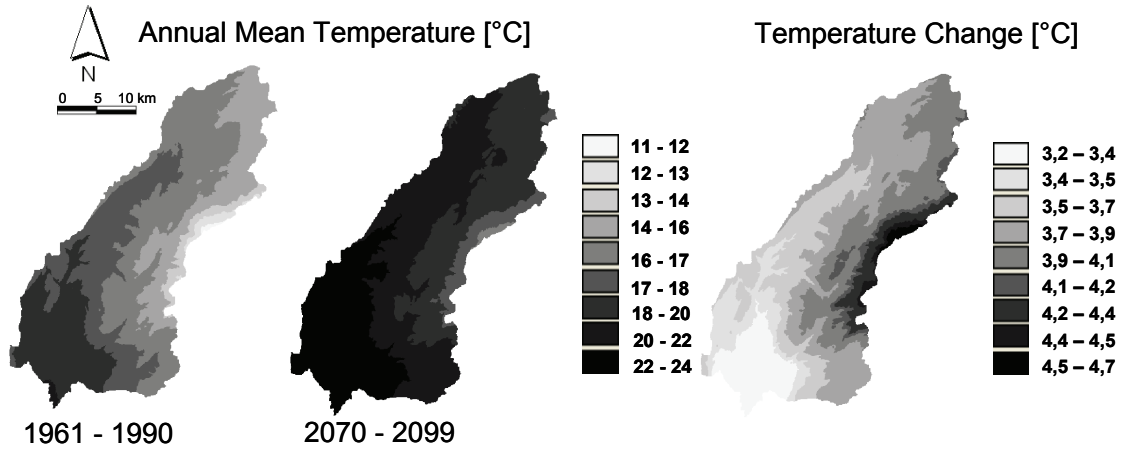 Annual Mean Temperature [°C]
Temperature Change [°C]
N
0 5 10 km
11 - 12
12 - 13
13 - 14
14 - 16
16 - 17
17 - 18
18 - 20
20 - 22
22 - 24
3,2 – 3,4
3,4 – 3,5
3,5 – 3,7
3,7 – 3,9
3,9 – 4,1
4,1 – 4,2
4,2 – 4,4
4,4 – 4,5
4,5 – 4,7
1961 - 1990
2070 - 2099